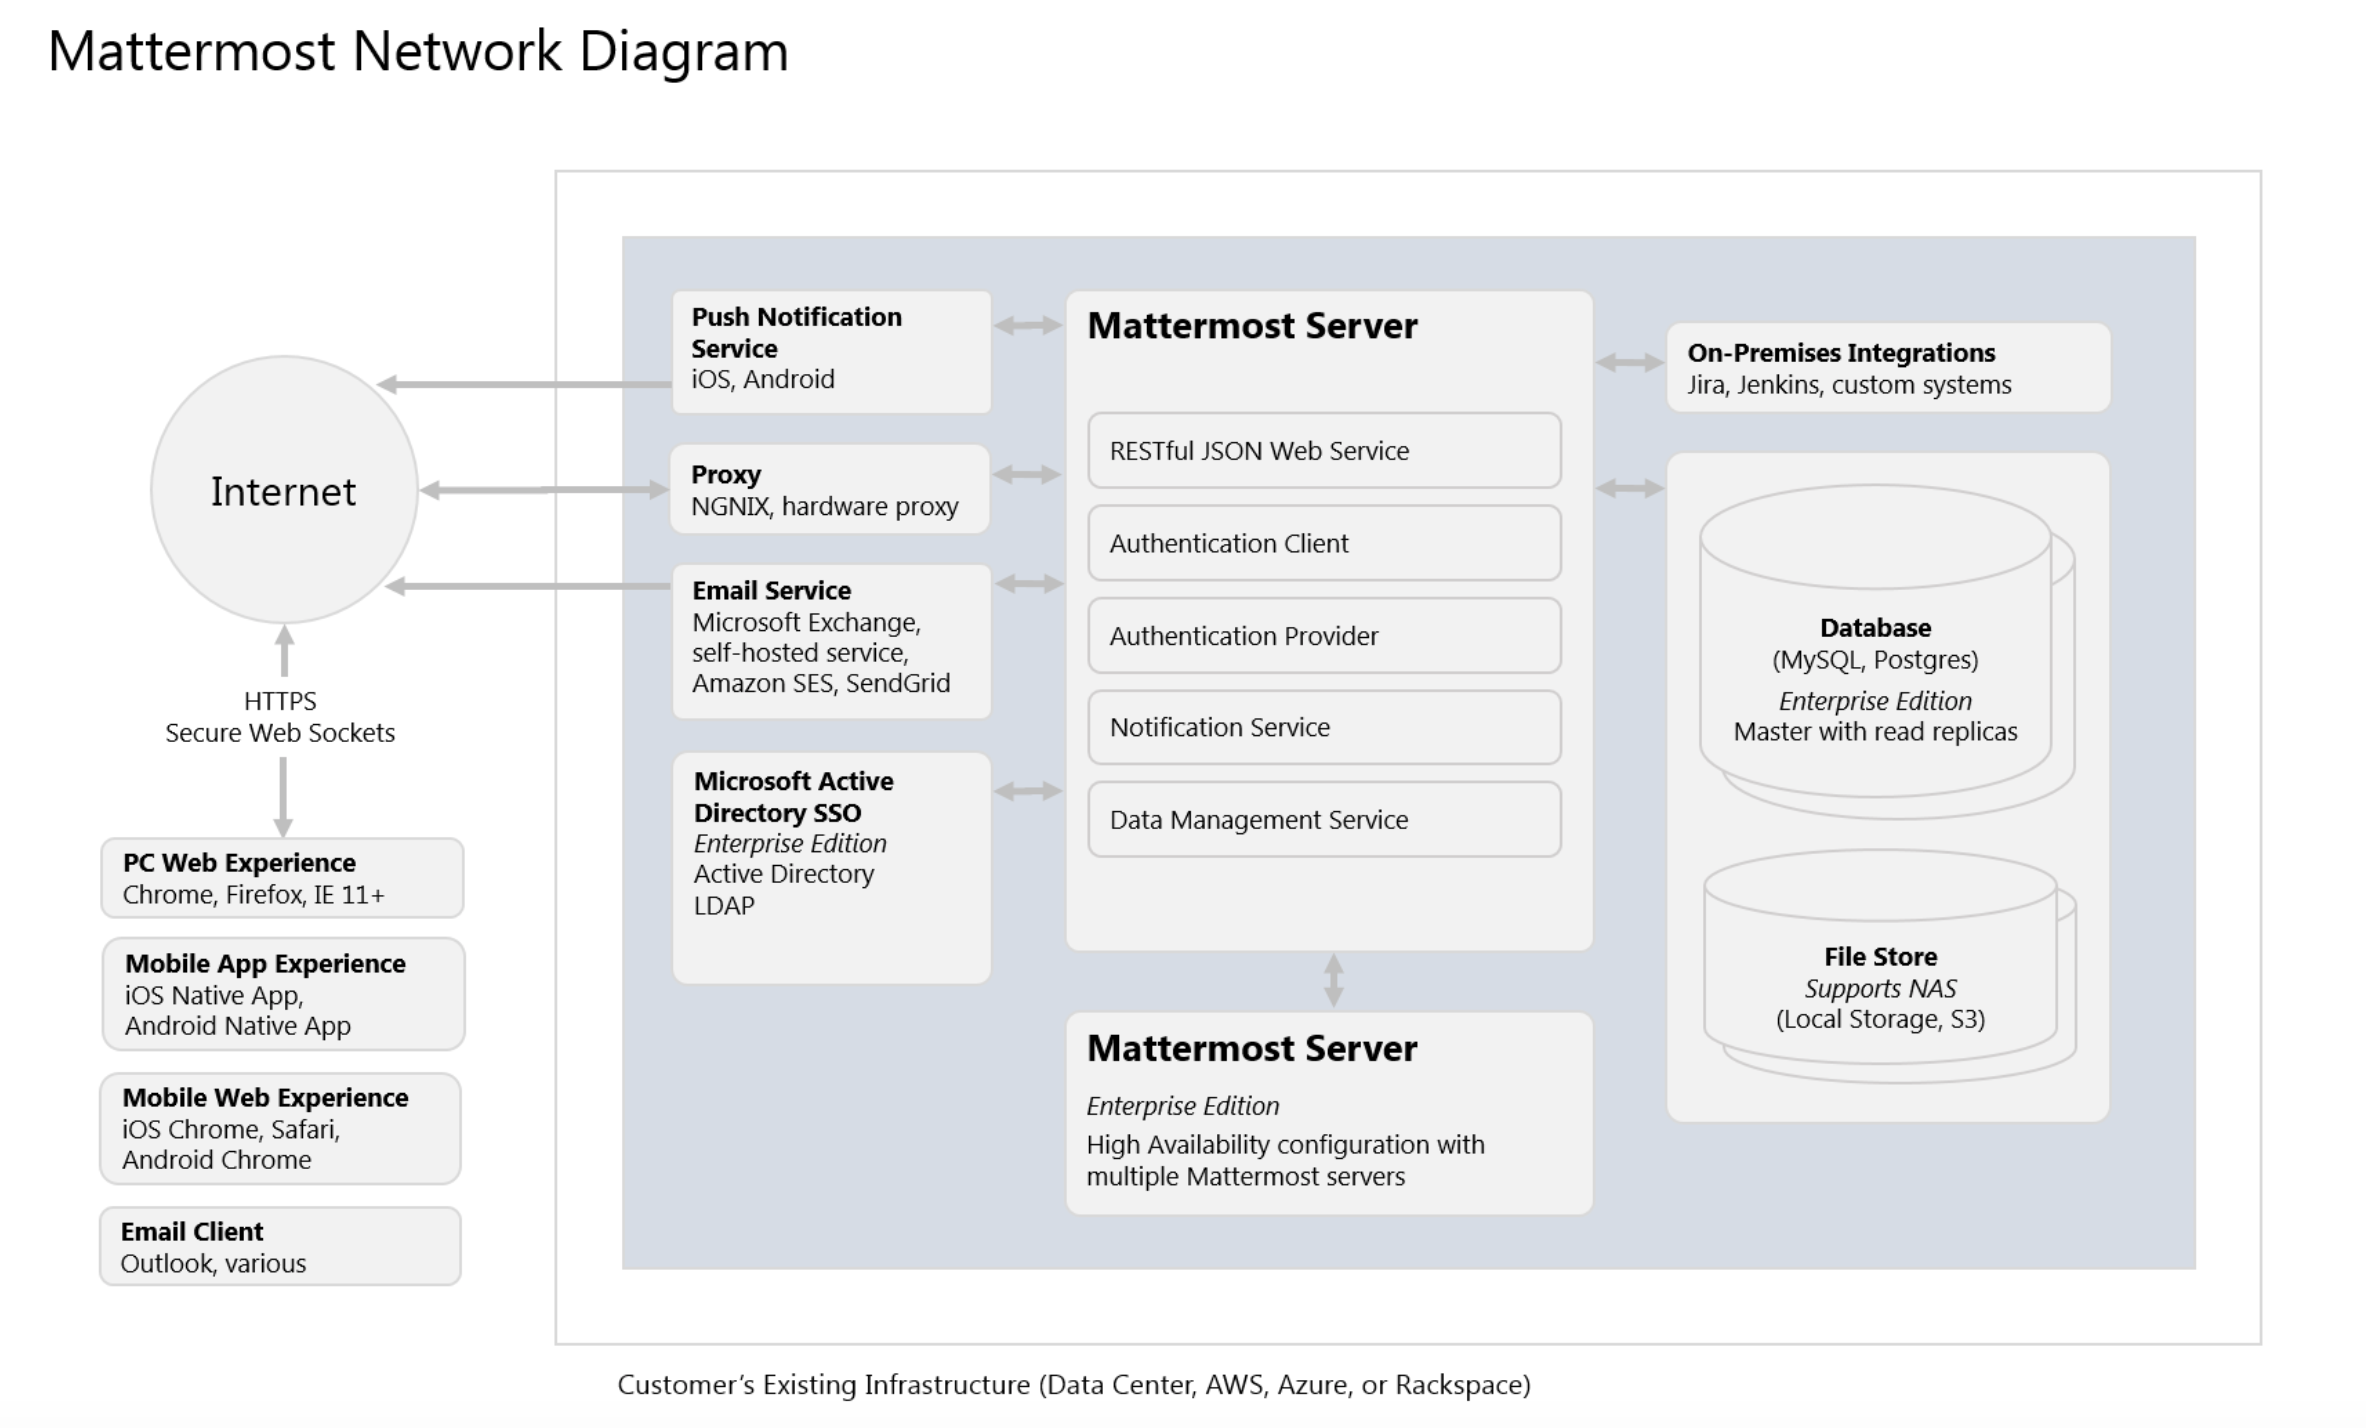 Mattermost Network Diagram
Internet
HTTPS
Secure Web Sockets
PC Web Experience
Chrome, Firefox, IE 11+
Mobile App Experience
iOS Native App,
Android Native App
Mobile Web Experience
iOS Chrome, Safari,
Android Chrome
Email Client
Outlook, various
Push Notification
Service
iOS, Android
Proxy
NGNIX, hardware proxy
Email Service
Microsoft Exchange,
self-hosted service,
Amazon SES, SendGrid
Microsoft Active
Directory SSO
Enterprise Edition
Active Directory
LDAP
Mattermost Server
RESTful JSON Web Service
Authentication Client
Authentication Provider
Notification Service
Data Management Service
Mattermost Server
Enterprise Edition
High Availability configuration with
multiple Mattermost servers
On-Premises Integrations
Jira, Jenkins, custom systems
Database
(MySQL, Postgres)
Enterprise Edition
Master with read replicas
File Store
Supports NAS
(Local Storage, S3)
Customer’s Existing Infrastructure (Data Center, AWS, Azure, or Rackspace)